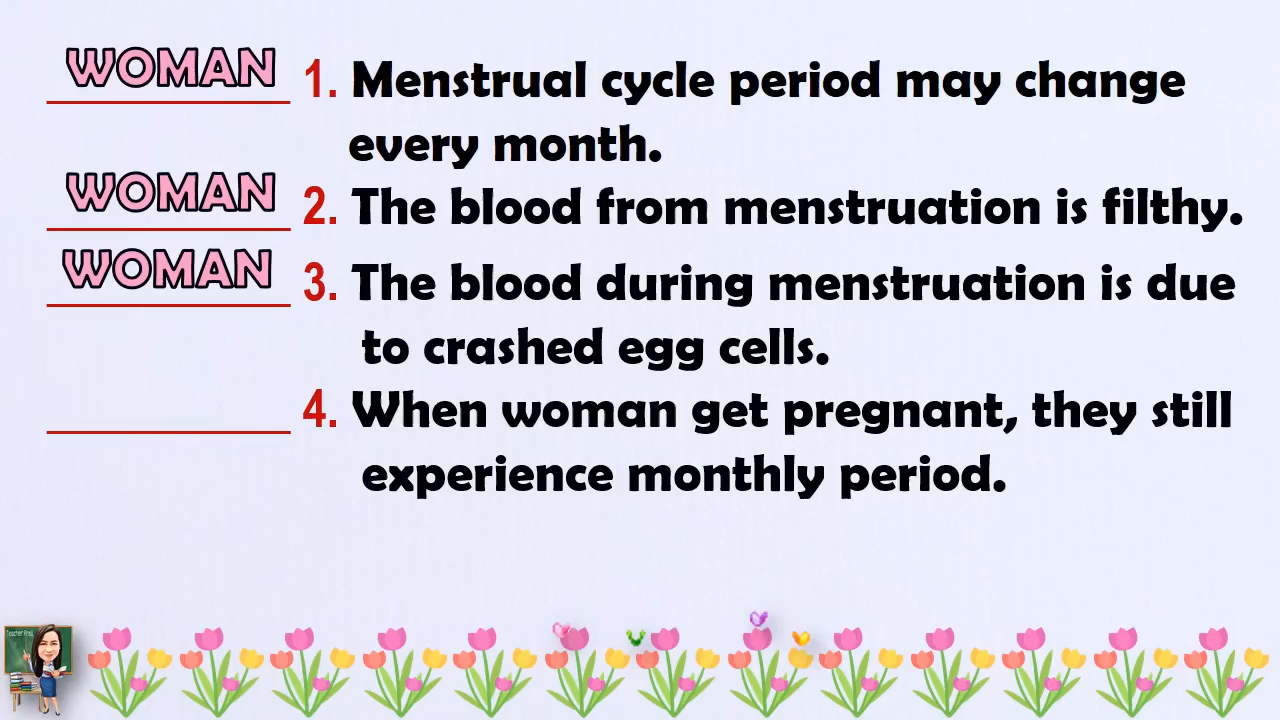 WOMAN 1. Menstrual cycle period may change
every month.
WOMAN 2. The blood from menstruation is filthy.
WOMAN 3. The blood during menstruation is due
to crashed egg cells.
4. When woman get pregnant, they still
experience monthly period.